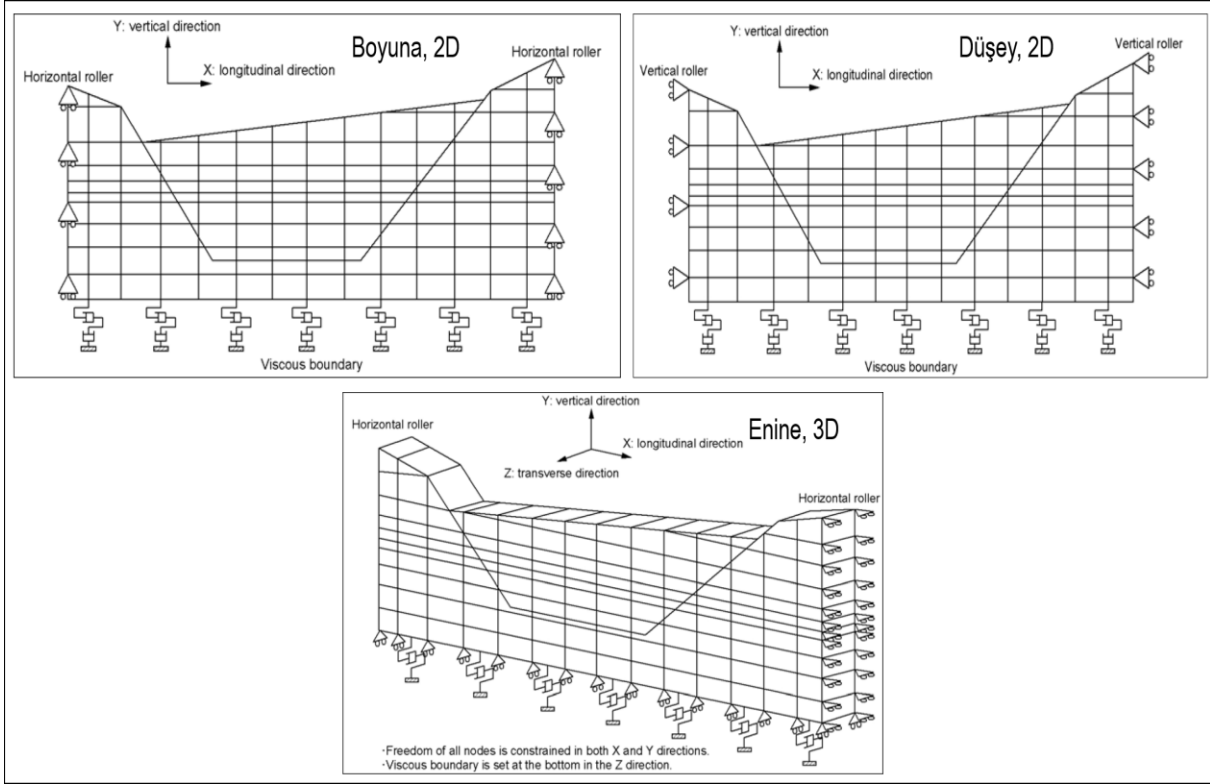 Y: vertical direction
Boyuna, 2D
Horizontal roller
X: longitudinal direction
Horizontal roller
Viscous boundary
Y: vertical direction
Düşey, 2D
Vertical roller
Vertical roller
X: longitudinal direction
Viscous boundary
Y: vertical direction
Enine, 3D
Horizontal roller
X: longitudinal direction
Z: transverse direction
Horizontal roller
·Freedom of all nodes is constrained in both X and Y directions.
·Viscous boundary is set at the bottom in the Z direction.